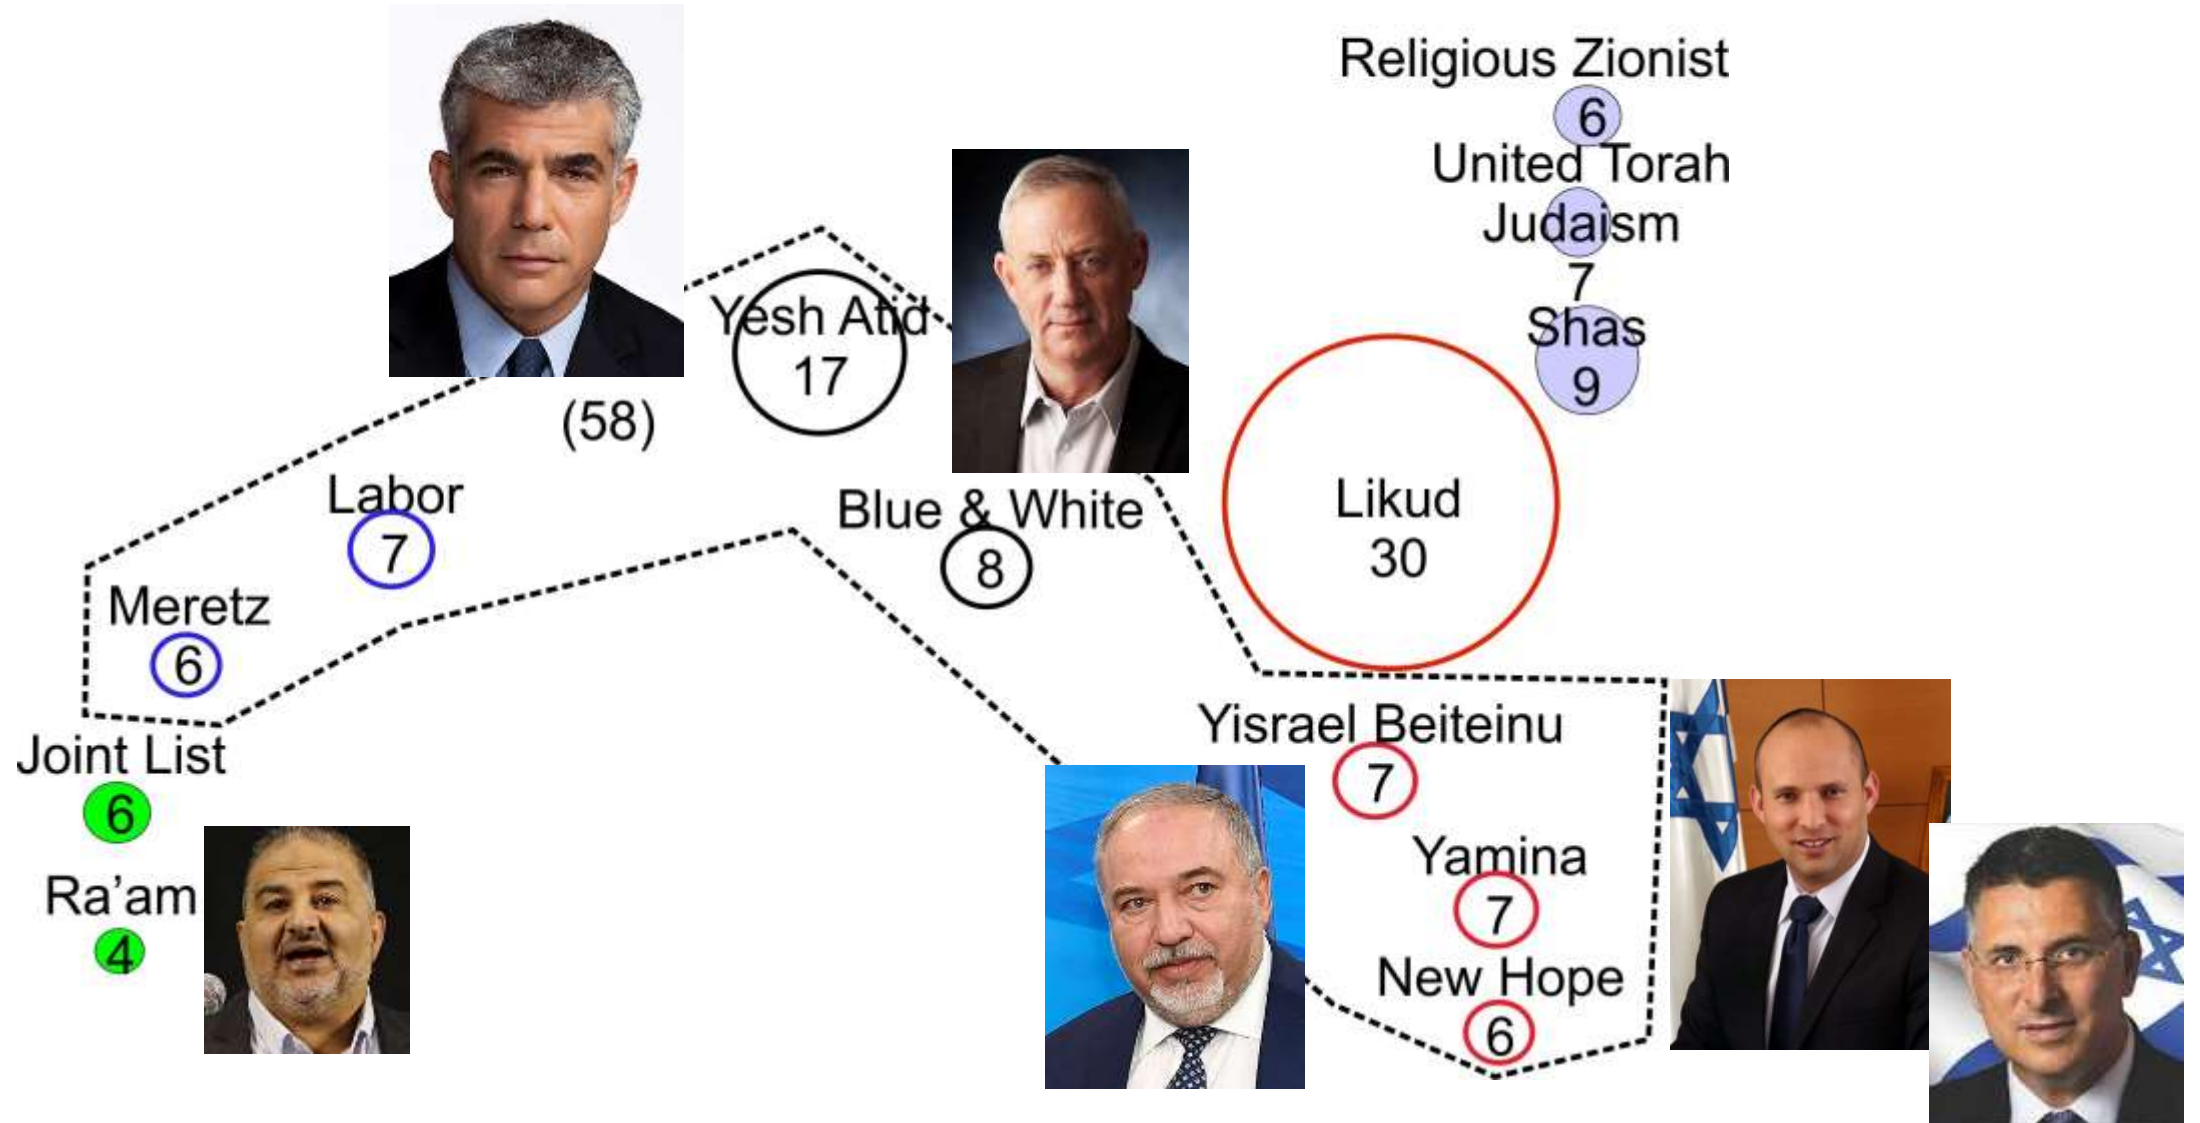 Religious Zionist
6
United Torah
Judaism
7
Shas
9
Yesh Atid
17
(58)
Likud
30
Labor
7
Blue & White
8
Meretz
6
Joint List
6
Ra’am
4
Yisrael Beiteinu
7
Yamina
7
New Hope
6